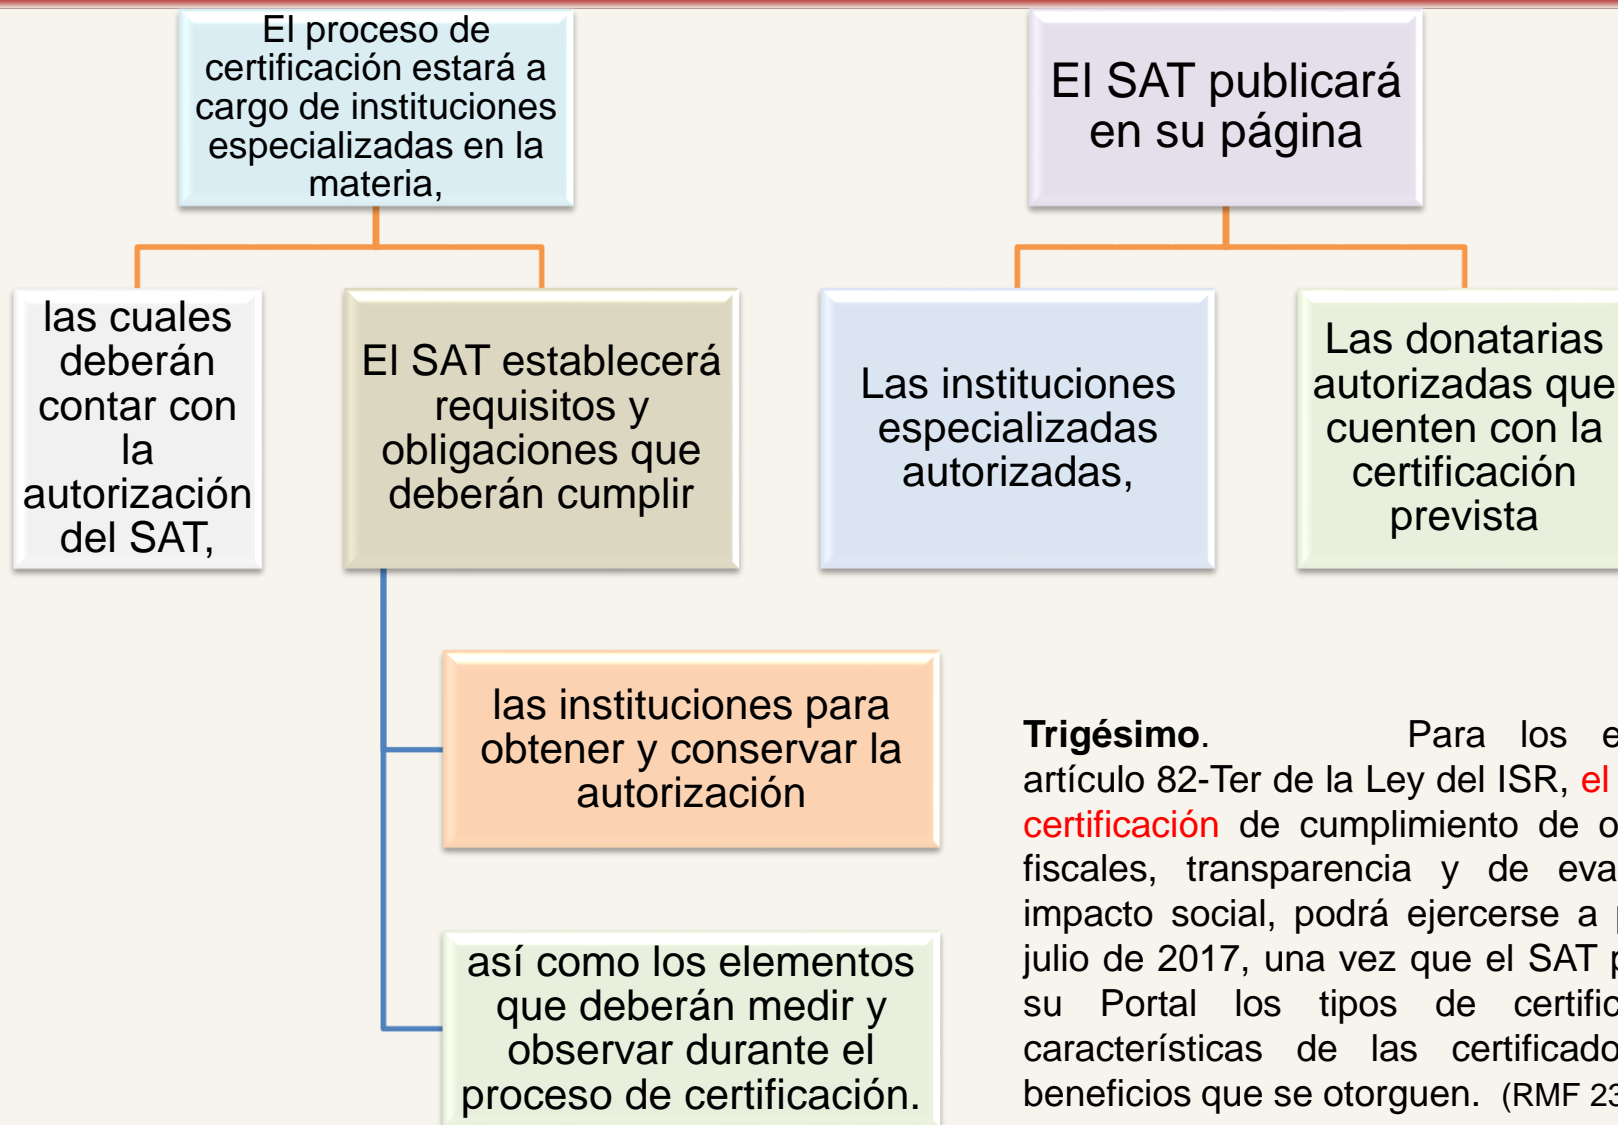 El proceso de
certificación estará a
cargo de instituciones
especializadas en la
materia,
las cuales
deberán
contar con
la
autorización
del SAT,
El SAT establecerá
requisitos y
obligaciones que
deberán cumplir
las instituciones para
obtener y conservar la
autorización
así como los elementos
que deberán medir y
observar durante el
proceso de certificación.
El SAT publicará
en su página
Las instituciones
especializadas
autorizadas,
Las donatarias
autorizadas que
cuenten con la
certificación
prevista
Trigésimo. Para los
artículo 82-Ter de la Ley del ISR, el
certificación de cumplimiento de
fiscales, transparencia y de
impacto social, podrá ejercerse a
julio de 2017, una vez que el SAT
su Portal los tipos de
características de las
beneficios que se otorguen. (RMF